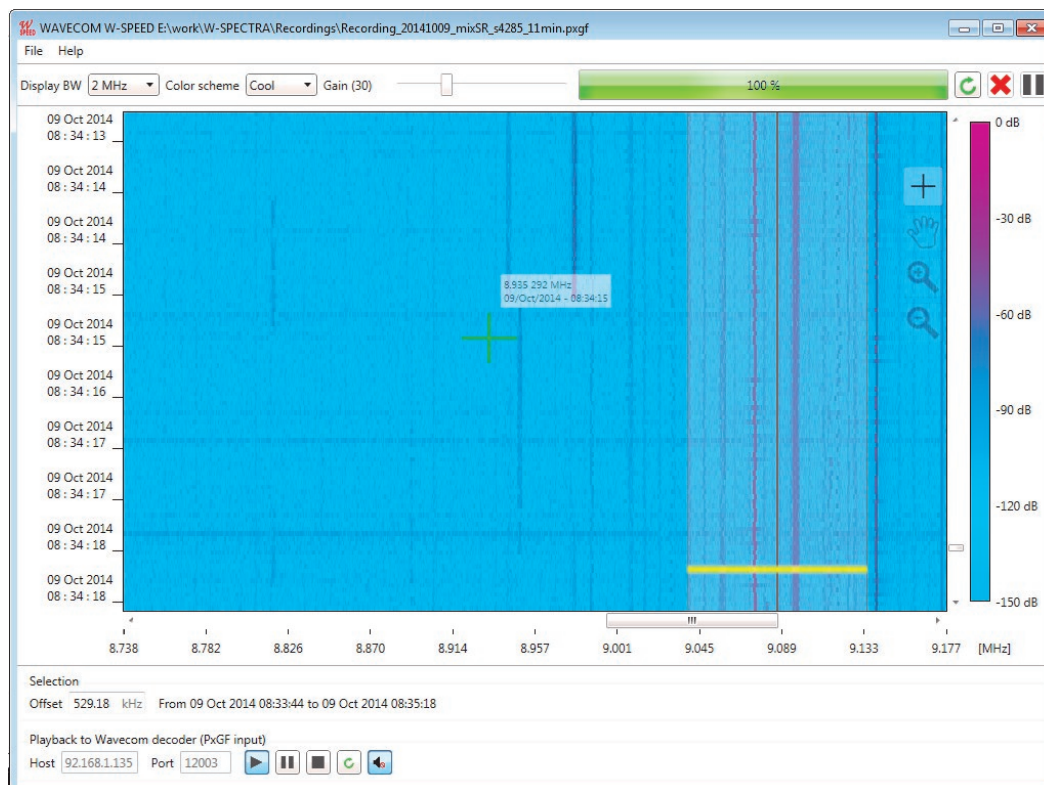 WAVECOM W-SPEED E:\work\W-SPECTRA\Recordings\Recording_20141009_mixSR_s4285_11min.pxgf
File Help
Display BW 2 MHz Color scheme Cool Gain (30) 100 %
09 Oct 2014
08 : 34 : 13
09 Oct 2014
08 : 34 : 14
09 Oct 2014
08 : 34 : 14
09 Oct 2014
08 : 34 : 15
09 Oct 2014
08 : 34 : 15
09 Oct 2014
08 : 34 : 16
09 Oct 2014
08 : 34 : 17
09 Oct 2014
08 : 34 : 17
09 Oct 2014
08 : 34 : 18
09 Oct 2014
08 : 34 : 18
8,935 292 MHz
09/Oct/2014 - 08:34:15
0 dB
-30 dB
-60 dB
-90 dB
-120 dB
-150 dB
8.738 8.782 8.826 8.870 8.914 8.957 9.001 9.045 9.089 9.133 9.177 [MHz]
Selection
Offset 529.18 kHz From 09 Oct 2014 08:33:44 to 09 Oct 2014 08:35:18
Playback to Wavecom decoder (PxGF input)
Host 92.168.1.135 Port 12003